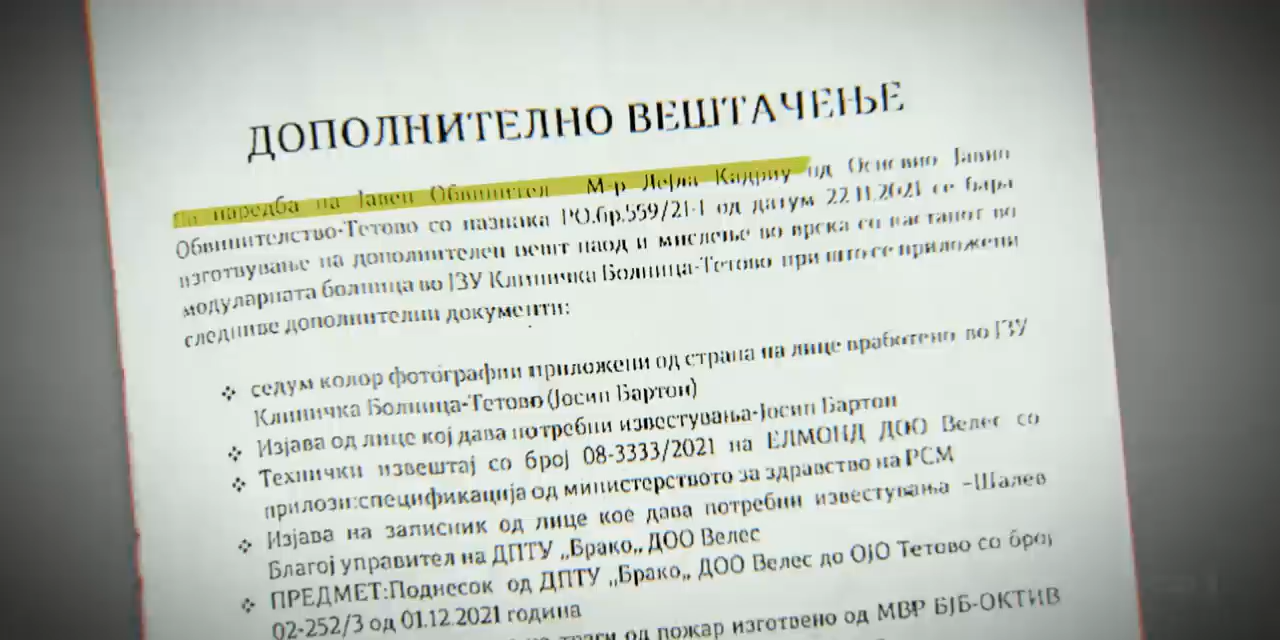 ДОПОЛНИТЕЛНО ВЕШТАЧЕЊЕ
По наредба на Јавен Обвинител М-р Лејла Кадриу од Основно Јавно
Обвинителство-Тетово со назнака РО.бр.559/21-1 од датум 22.11.2021 се бара
изготвување на дополнителен вешт наод и мислење во врска со настанот во
модуларната болница во ЈЗУ Клиничка Болница-Тетово при што се приложени
следниве дополнителни документи:
❖ седум колор фотографии приложени од страна на лице вработено во ЈЗУ
Клиничка Болница-Тетово (Јосип Бартон)
❖ Изјава од лице кој дава потребни известувања-Јосип Бартон
❖ Технички извештај со број 08-3333/2021 на ЕЛМОНД ДОО Велес со
прилози:спецификација од министерството за здравство на РСМ
❖ Изјава на записник од лице кое дава потребни известувања -Шалев
Благој управител на ДПТУ „Брако„ ДОО Велес
❖ ПРЕДМЕТ:Поднесок од ДПТУ „Брако„ ДОО Велес до ОЈО Тетово со број
02-252/3 од 01.12.2021 година
траги од пожар изготвено од МВР БЈБ-ОКТИВ